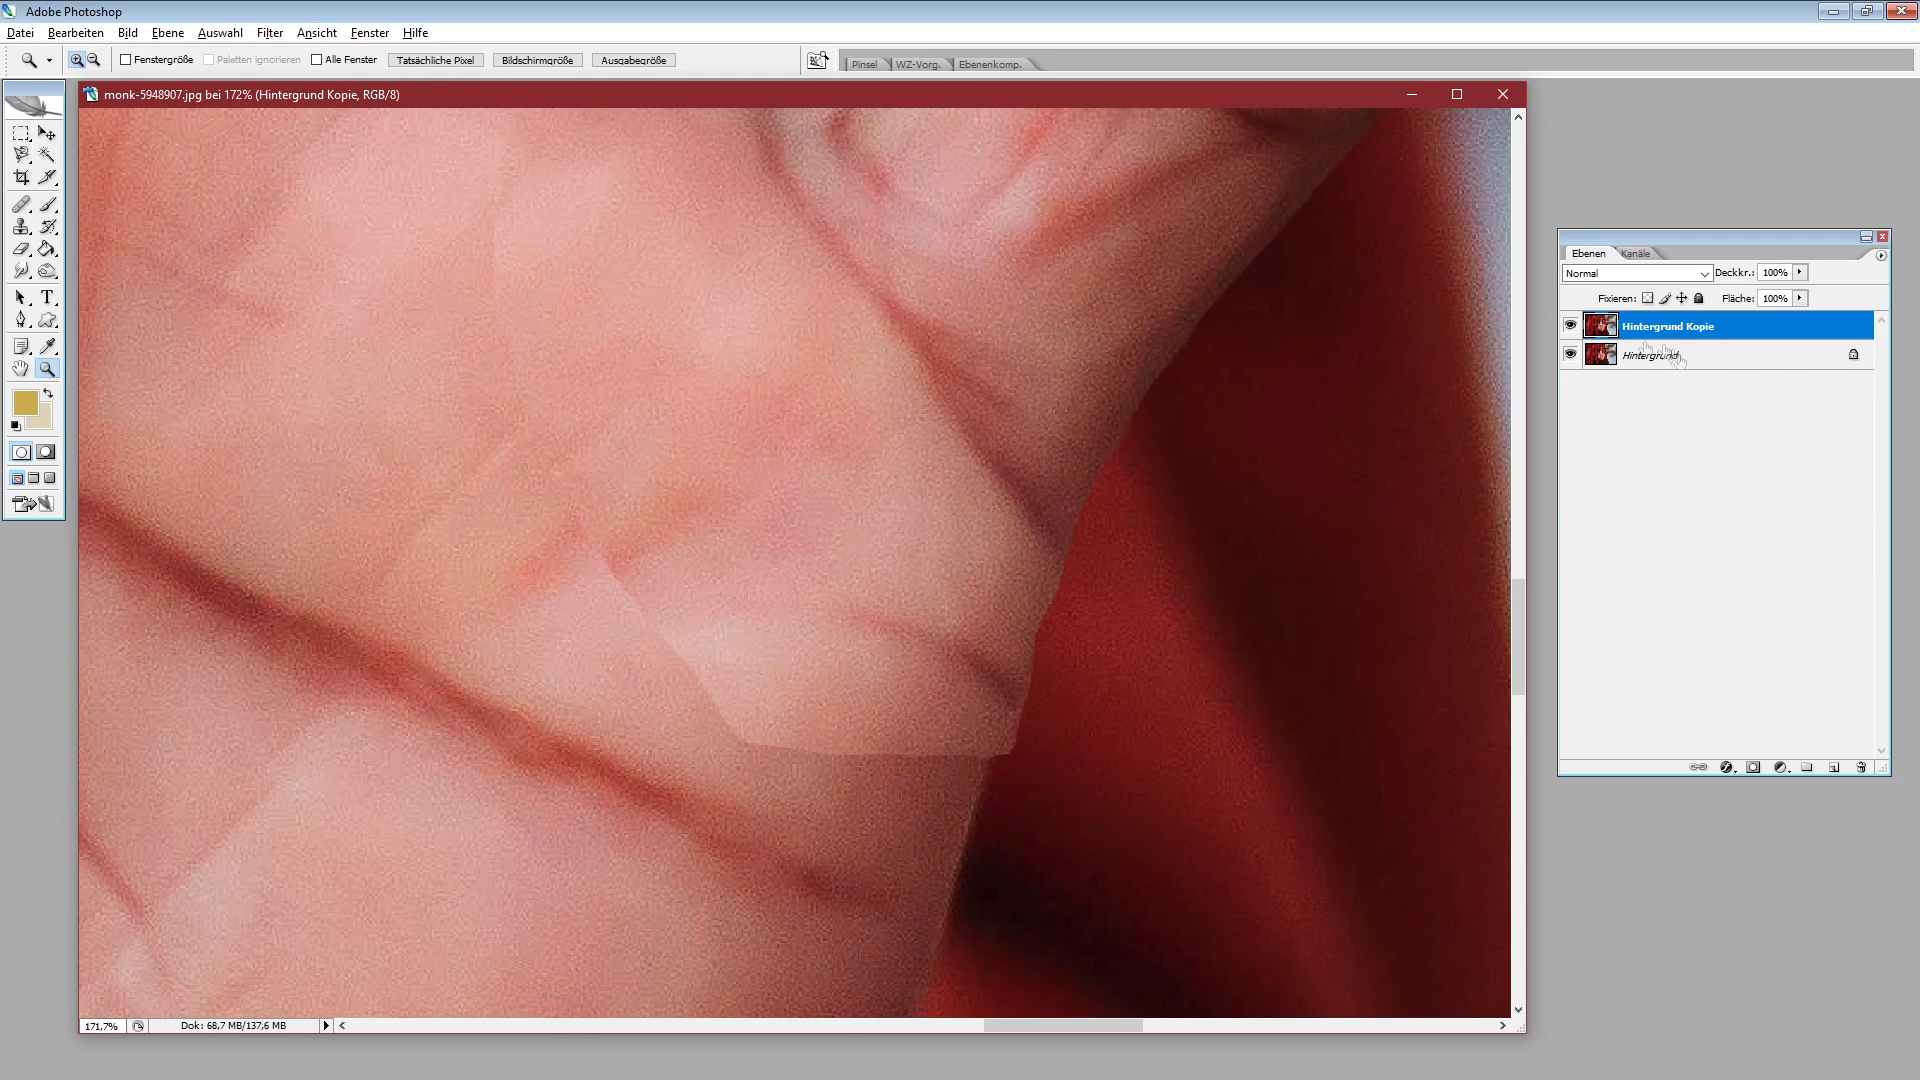 Adobe Photoshop
Datei Bearbeiten Bild Ebene Auswahl Filter Ansicht Fenster Hilfe
Fenstergröße Paletten ignorieren Alle Fenster Tatsächliche Pixel Bildschirmgröße Ausgabegröße Pinsel WZ-Vorg. Ebenenkomp.
monk-5948907.jpg bei 172% (Hintergrund Kopie, RGB/8)
Ebenen Kanäle
Normal Deckkr.: 100%
Fixieren: Fläche: 100%
Hintergrund Kopie
Hintergrund
171,7% Dok: 68,7 MB/137,6 MB